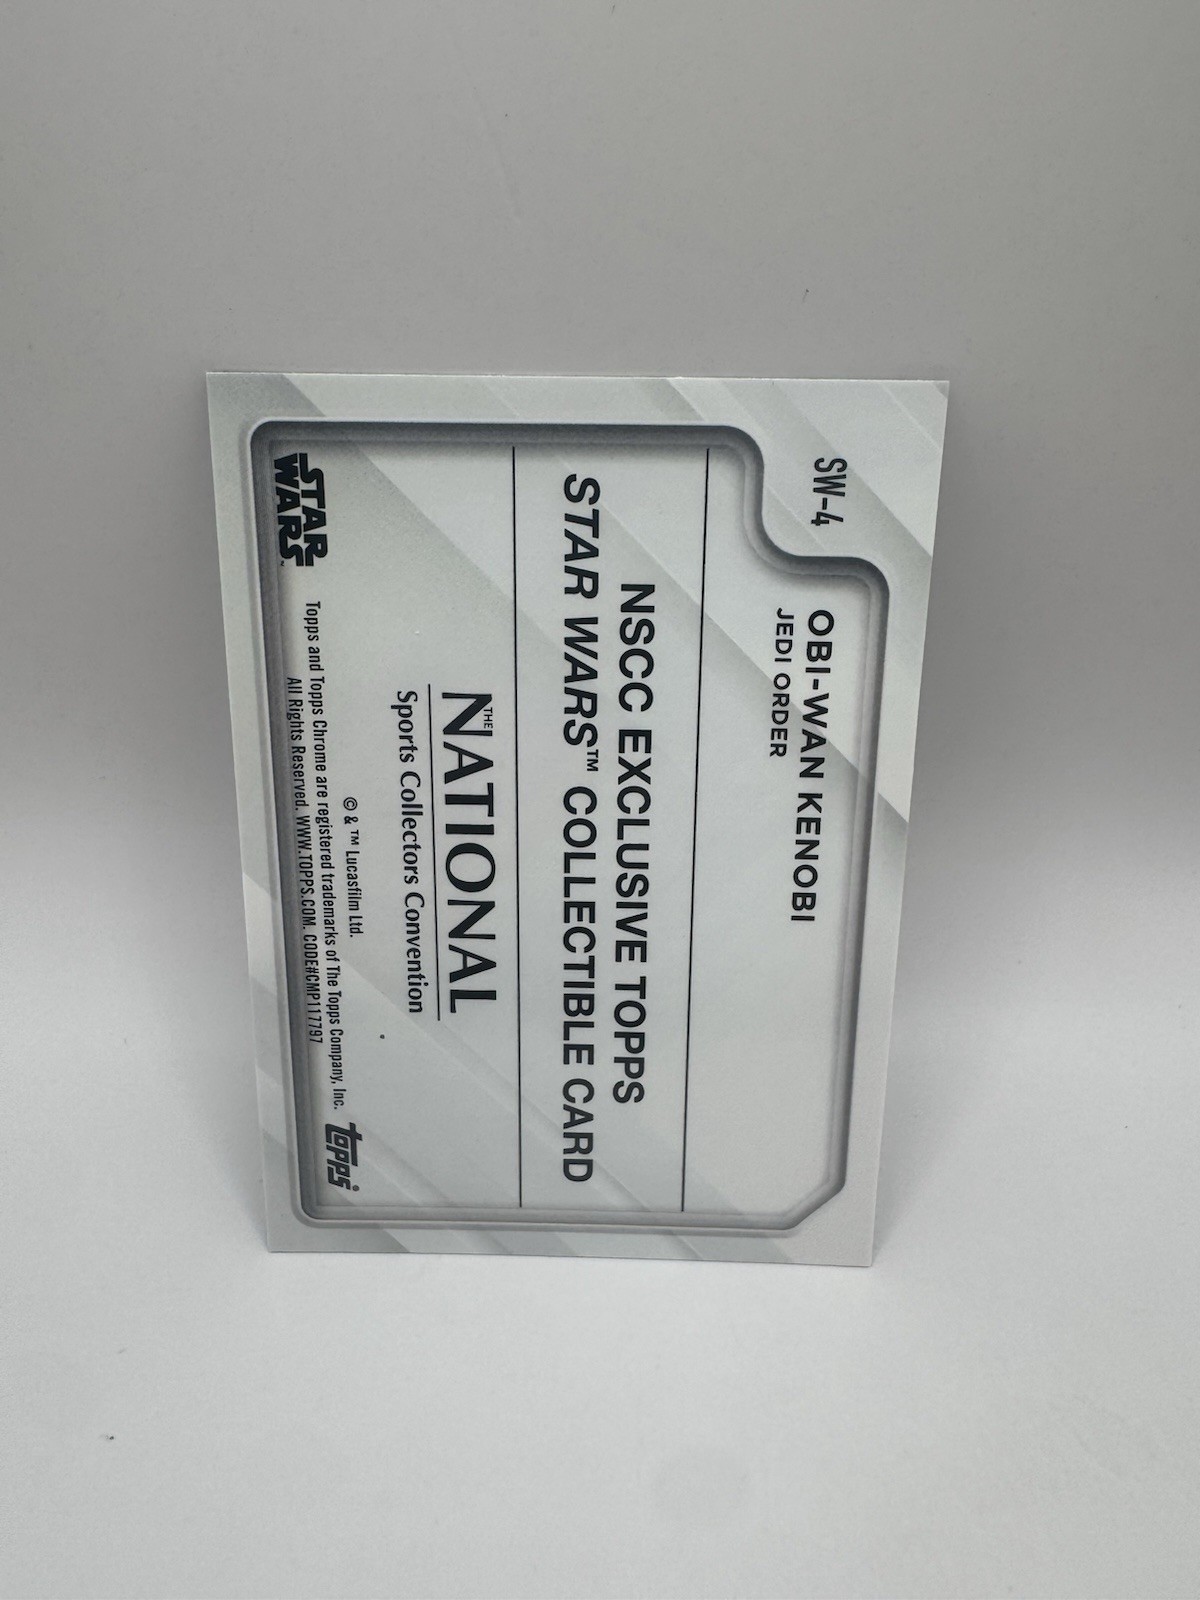 SW-4
OBI-WAN KENOBI
JEDI ORDER
NSCC EXCLUSIVE TOPPS
STAR WARS™ COLLECTIBLE CARD
THE NATIONAL
Sports Collectors Convention
© & ™ Lucasfilm Ltd.
Topps and Topps Chrome are registered trademarks of The Topps Company, Inc.
All Rights Reserved. WWW.TOPPS.COM. CODE#CMP117797
STAR
WARS
topps